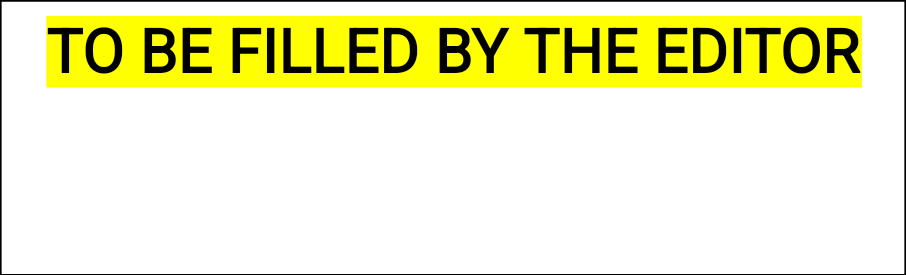 TO BE FILLED BY THE EDITOR